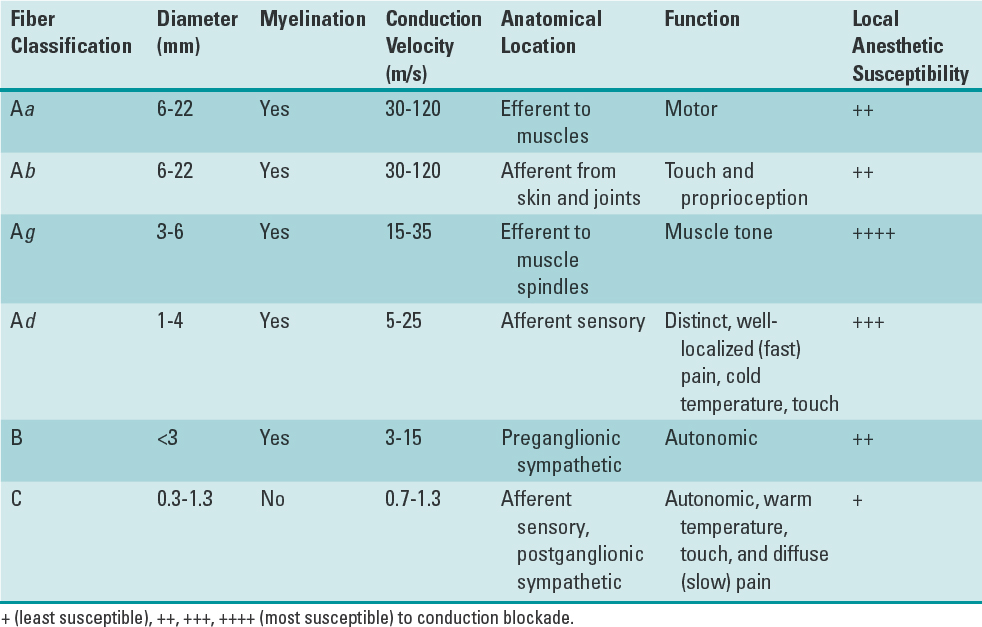 Fiber Classification | Diameter (mm) | Myelination | Conduction Velocity (m/s) | Anatomical Location | Function | Local Anesthetic Susceptibility
Aa | 6-22 | Yes | 30-120 | Efferent to muscles | Motor | ++
Ab | 6-22 | Yes | 30-120 | Afferent from skin and joints | Touch and proprioception | ++
Ag | 3-6 | Yes | 15-35 | Efferent to muscle spindles | Muscle tone | ++++
Ad | 1-4 | Yes | 5-25 | Afferent sensory | Distinct, well-localized (fast) pain, cold temperature, touch | +++
B | <3 | Yes | 3-15 | Preganglionic sympathetic | Autonomic | ++
C | 0.3-1.3 | No | 0.7-1.3 | Afferent sensory, postganglionic sympathetic | Autonomic, warm temperature, touch, and diffuse (slow) pain | +
+ (least susceptible), ++, +++, ++++ (most susceptible) to conduction blockade.